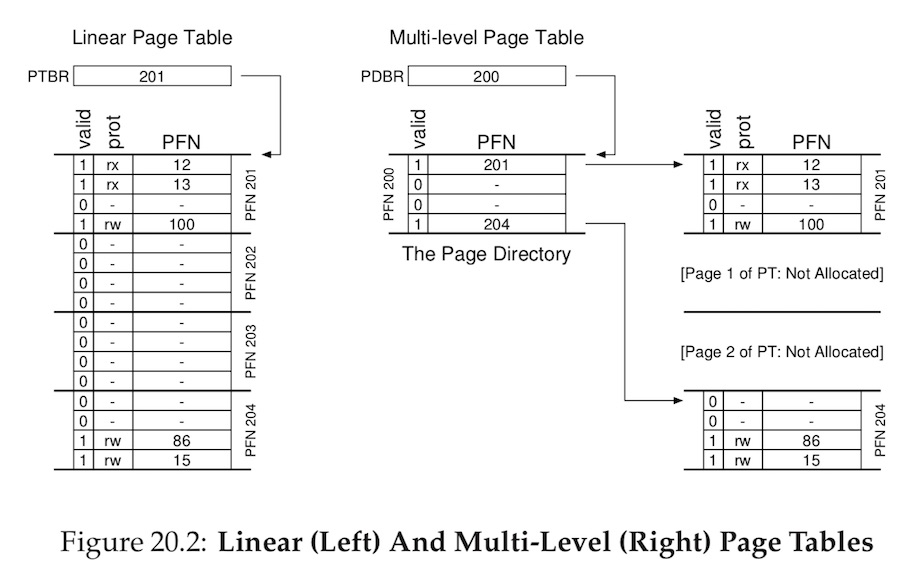 Linear Page Table
PTBR 201
valid prot PFN
1 rx 12
1 rx 13
0 - -
1 rw 100
PFN 201
0 - -
0 - -
0 - -
0 - -
PFN 202
0 - -
0 - -
0 - -
0 - -
PFN 203
0 - -
0 - -
1 rw 86
1 rw 15
PFN 204
Multi-level Page Table
PDBR 200
valid PFN
PFN 200
1 201
0 -
0 -
1 204
The Page Directory
valid prot PFN
1 rx 12
1 rx 13
0 - -
1 rw 100
PFN 201
[Page 1 of PT: Not Allocated]
[Page 2 of PT: Not Allocated]
0 - -
0 - -
1 rw 86
1 rw 15
PFN 204
Figure 20.2: Linear (Left) And Multi-Level (Right) Page Tables